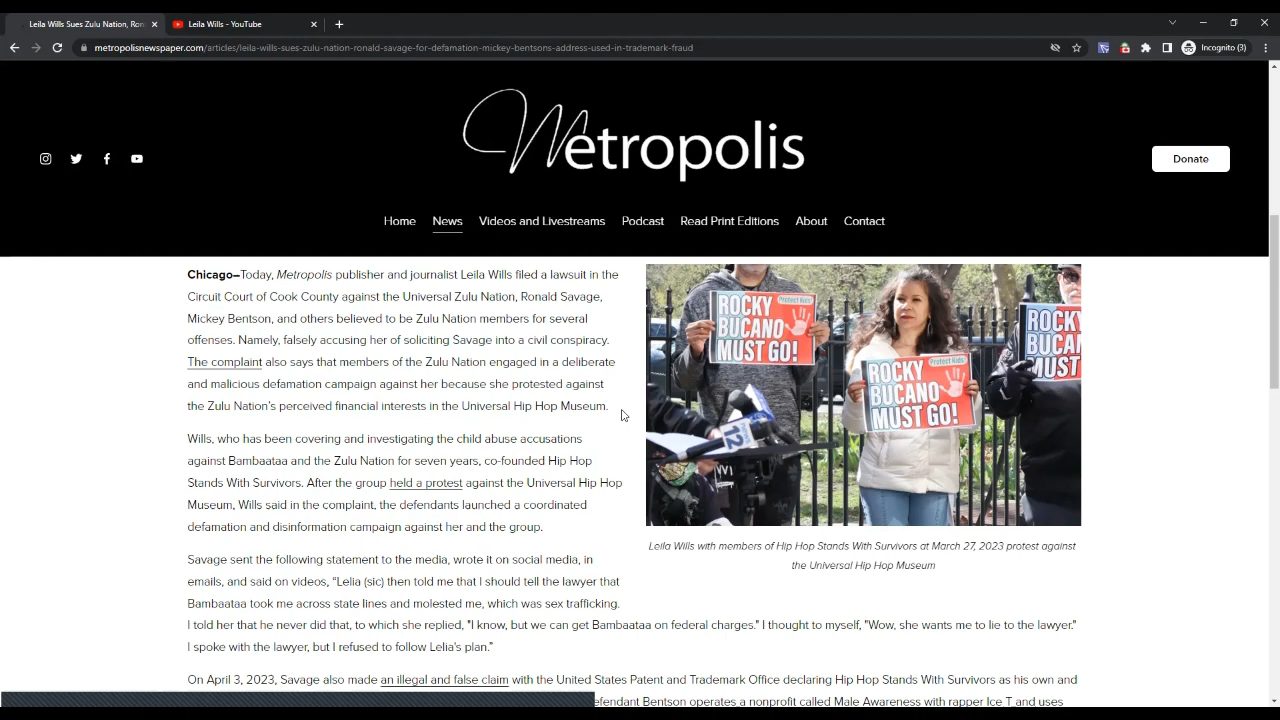 Leila Wills Sues Zulu Nation, Ron
Leila Wills - YouTube
metropolisnewspaper.com/articles/leila-wills-sues-zulu-nation-ronald-savage-for-defamation-mickey-bentsons-address-used-in-trademark-fraud
Incognito (3)
Metropolis
Donate
Home News Videos and Livestreams Podcast Read Print Editions About Contact
Chicago–Today, Metropolis publisher and journalist Leila Wills filed a lawsuit in the
Circuit Court of Cook County against the Universal Zulu Nation, Ronald Savage,
Mickey Bentson, and others believed to be Zulu Nation members for several
offenses. Namely, falsely accusing her of soliciting Savage into a civil conspiracy.
The complaint also says that members of the Zulu Nation engaged in a deliberate
and malicious defamation campaign against her because she protested against
the Zulu Nation's perceived financial interests in the Universal Hip Hop Museum.
Wills, who has been covering and investigating the child abuse accusations
against Bambaataa and the Zulu Nation for seven years, co-founded Hip Hop
Stands With Survivors. After the group held a protest against the Universal Hip Hop
Museum, Wills said in the complaint, the defendants launched a coordinated
defamation and disinformation campaign against her and the group.
Savage sent the following statement to the media, wrote it on social media, in
emails, and said on videos, “Lelia (sic) then told me that I should tell the lawyer that
Bambaataa took me across state lines and molested me, which was sex trafficking.
I told her that he never did that, to which she replied, "I know, but we can get Bambaataa on federal charges." I thought to myself, "Wow, she wants me to lie to the lawyer."
I spoke with the lawyer, but I refused to follow Lelia's plan.”
On April 3, 2023, Savage also made an illegal and false claim with the United States Patent and Trademark Office declaring Hip Hop Stands With Survivors as his own and
efendant Bentson operates a nonprofit called Male Awareness with rapper Ice T and uses
ROCKY
BUCANO
MUST GO!
Protect Kids
ROCKY
BUCANO
MUST GO!
Protect Kids
ROCK
BUCA
MUST
12
Leila Wills with members of Hip Hop Stands With Survivors at March 27, 2023 protest against
the Universal Hip Hop Museum